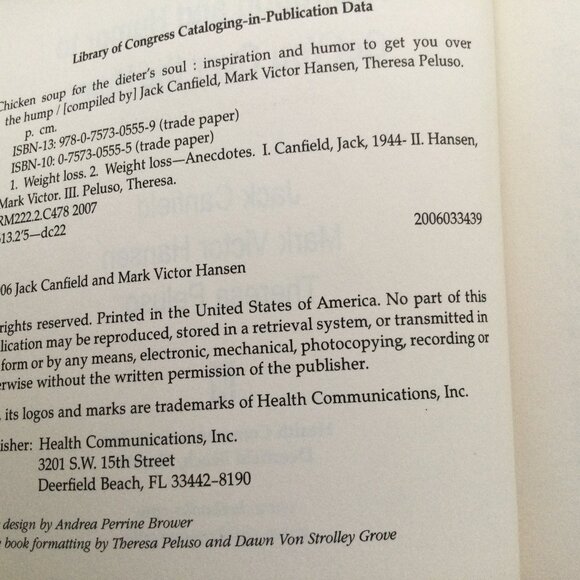 Library of Congress Cataloging-in-Publication Data
Chicken soup for the dieter's soul : inspiration and humor to get you over
the hump / [compiled by] Jack Canfield, Mark Victor Hansen, Theresa Peluso.
p. cm.
ISBN-13: 978-0-7573-0555-9 (trade paper)
ISBN-10: 0-7573-0555-5 (trade paper)
1. Weight loss. 2. Weight loss—Anecdotes. I. Canfield, Jack, 1944- II. Hansen,
Mark Victor. III. Peluso, Theresa.
RM222.2.C478 2007
613.2'5—dc22
2006033439
06 Jack Canfield and Mark Victor Hansen
rights reserved. Printed in the United States of America. No part of this
lication may be reproduced, stored in a retrieval system, or transmitted in
form or by any means, electronic, mechanical, photocopying, recording or
erwise without the written permission of the publisher.
, its logos and marks are trademarks of Health Communications, Inc.
lisher: Health Communications, Inc.
3201 S.W. 15th Street
Deerfield Beach, FL 33442–8190
design by Andrea Perrine Brower
book formatting by Theresa Peluso and Dawn Von Strolley Grove